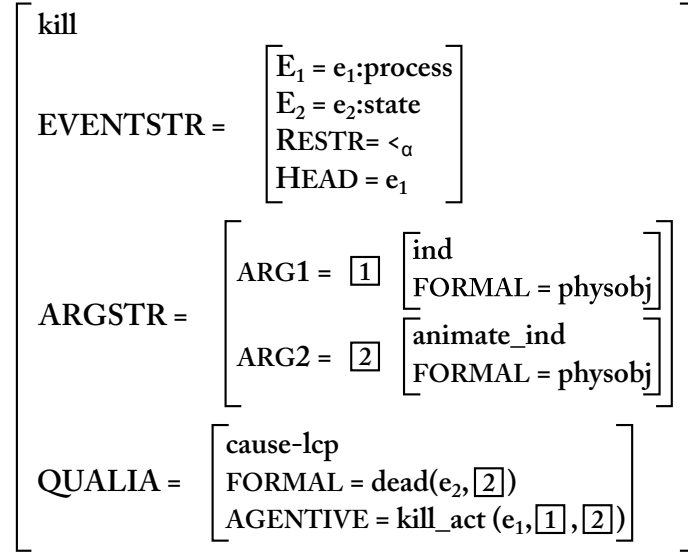 kill
EVENTSTR =
E₁ = e₁:process
E₂ = e₂:state
RESTR= <α
HEAD = e₁
ARGSTR =
ARG1 = 1
ind
FORMAL = physobj
ARG2 = 2
animate_ind
FORMAL = physobj
QUALIA =
cause-lcp
FORMAL = dead(e₂,2)
AGENTIVE = kill_act (e₁,1,2)